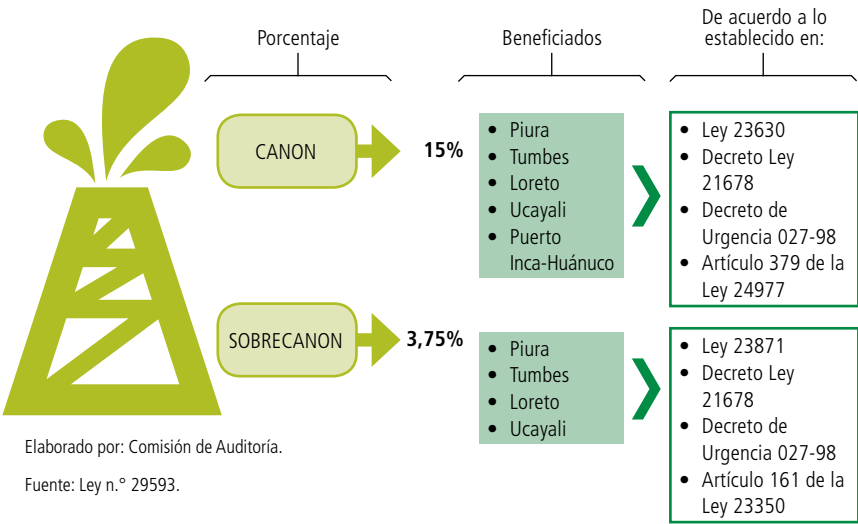 Porcentaje
Beneficiados
De acuerdo a lo
establecido en:
CANON
15%
• Piura
• Tumbes
• Loreto
• Ucayali
• Puerto
Inca-Huánuco
• Ley 23630
• Decreto Ley
21678
• Decreto de
Urgencia 027-98
• Artículo 379 de la
Ley 24977
SOBRECANON
3,75%
• Piura
• Tumbes
• Loreto
• Ucayali
• Ley 23871
• Decreto Ley
21678
• Decreto de
Urgencia 027-98
• Artículo 161 de la
Ley 23350
Elaborado por: Comisión de Auditoría.
Fuente: Ley n.° 29593.